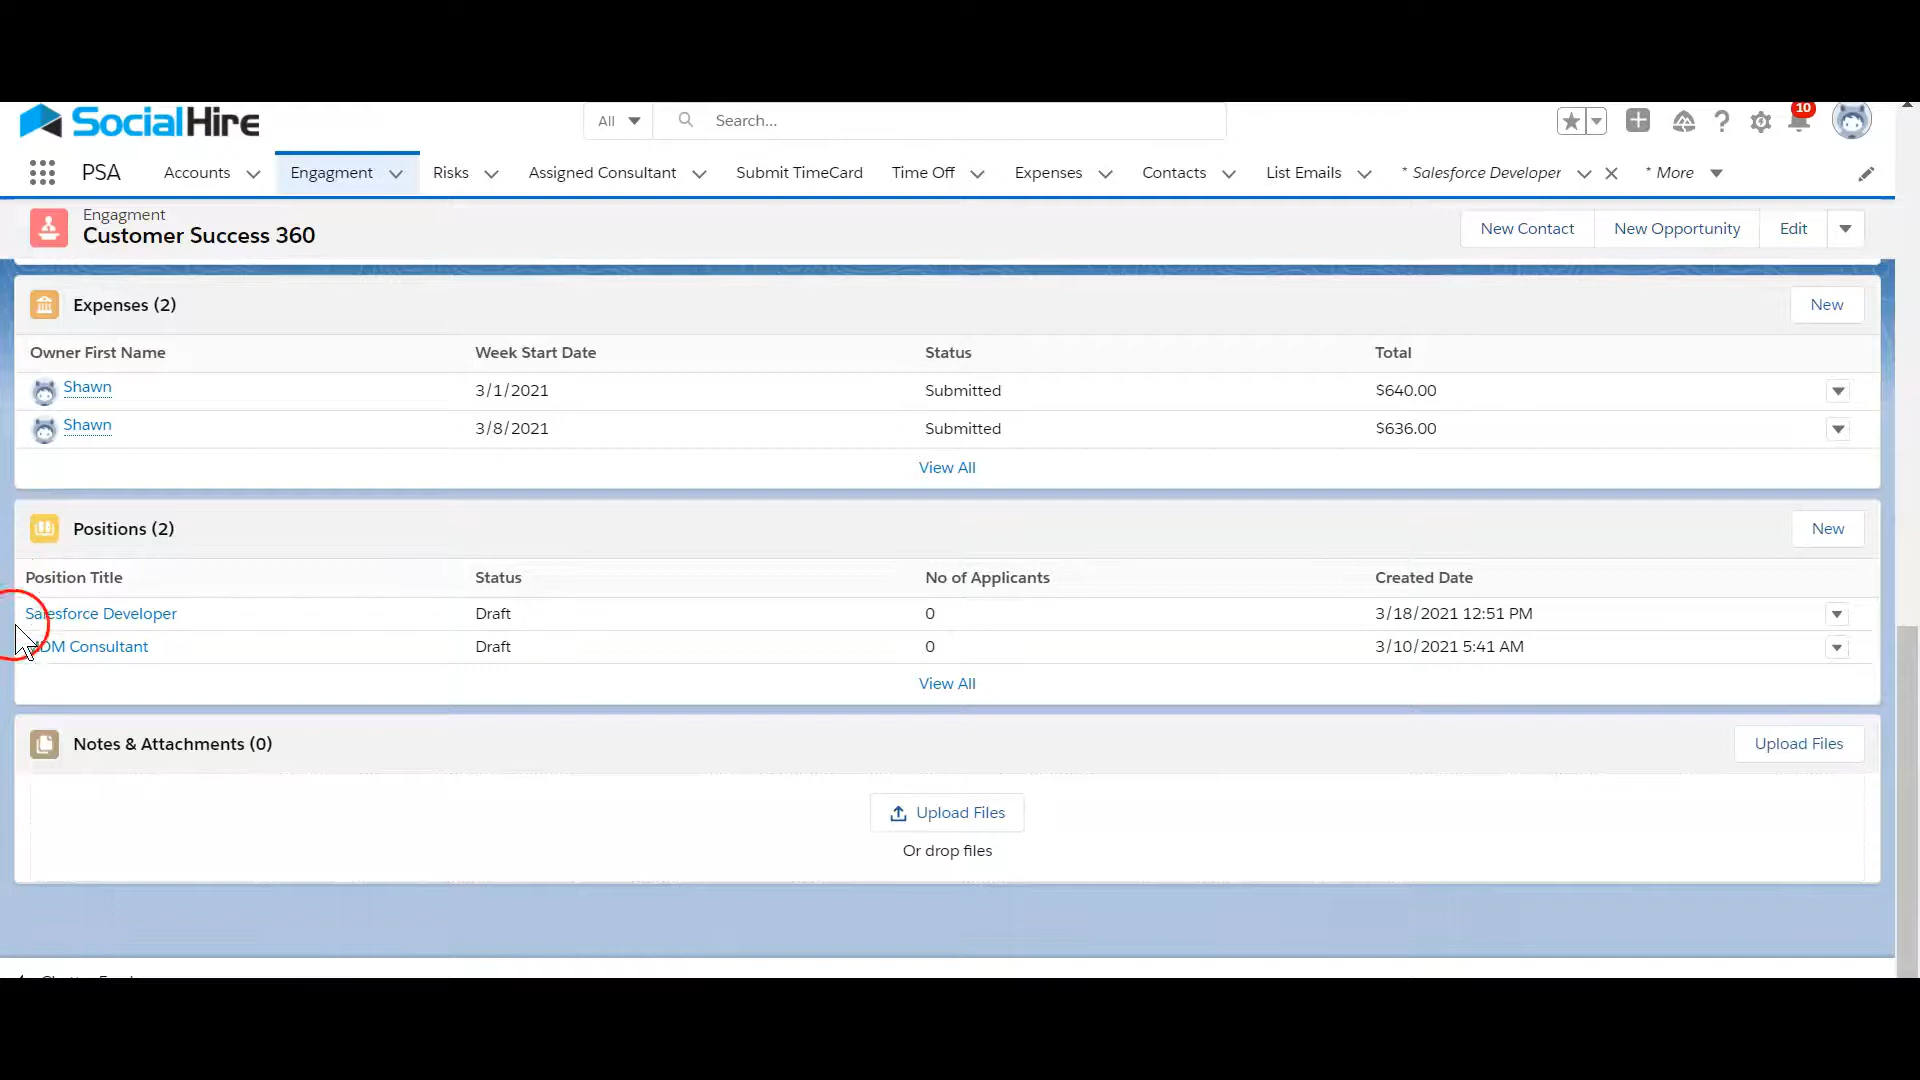 SocialHire
All
Search...
10
PSA
Accounts
Engagment
Risks
Assigned Consultant
Submit TimeCard
Time Off
Expenses
Contacts
List Emails
* Salesforce Developer
* More
Engagment
Customer Success 360
New Contact
New Opportunity
Edit
Expenses (2)
New
Owner First Name
Week Start Date
Status
Total
Shawn
3/1/2021
Submitted
$640.00
Shawn
3/8/2021
Submitted
$636.00
View All
Positions (2)
New
Position Title
Status
No of Applicants
Created Date
Salesforce Developer
Draft
0
3/18/2021 12:51 PM
Consultant
Draft
0
3/10/2021 5:41 AM
View All
Notes & Attachments (0)
Upload Files
Upload Files
Or drop files